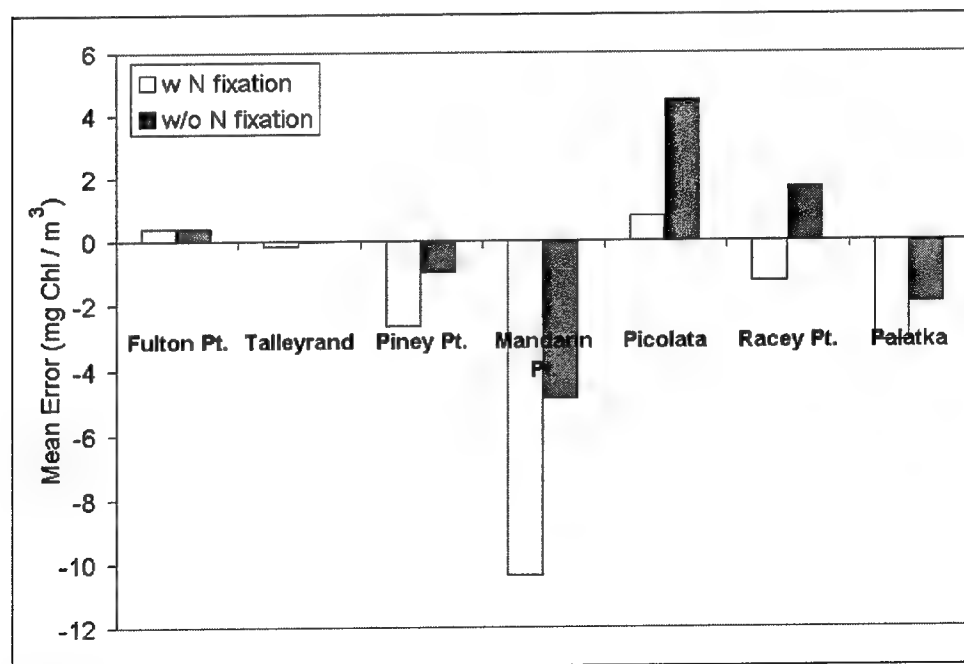 6
4
2
0
-2
-4
-6
-8
-10
-12
Mean Error (mg Chl / m³)
w N fixation
w/o N fixation
Fulton Pt. Talleyrand Piney Pt. Mandarin Picolata Racey Pt. Palatka
Pt.